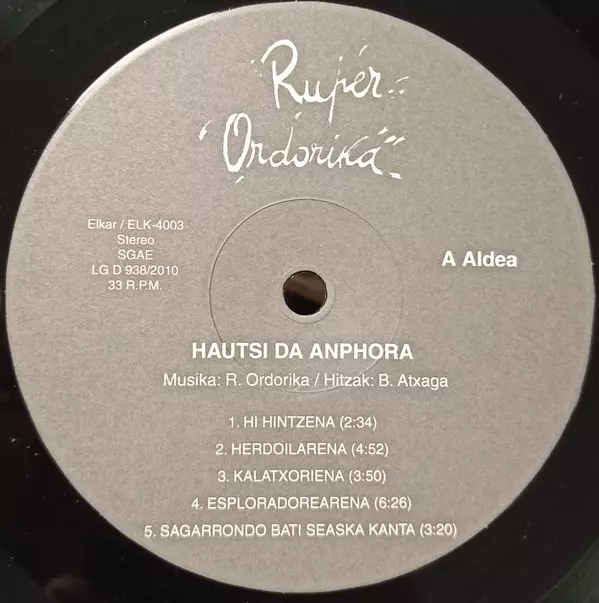 Rupér
Ordorika
Elkar / ELK-4003
Stereo
SGAE
LG D 938/2010
33 R.P.M.
A Aldea
HAUTSI DA ANPHORA
Musika: R. Ordorika / Hitzak: B. Atxaga
1. HI HINTZENA (2:34)
2. HERDOILARENA (4:52)
3. KALATXORIENA (3:50)
4. ESPLORADOREARENA (6:26)
5. SAGARRONDO BATI SEASKA KANTA (3:20)